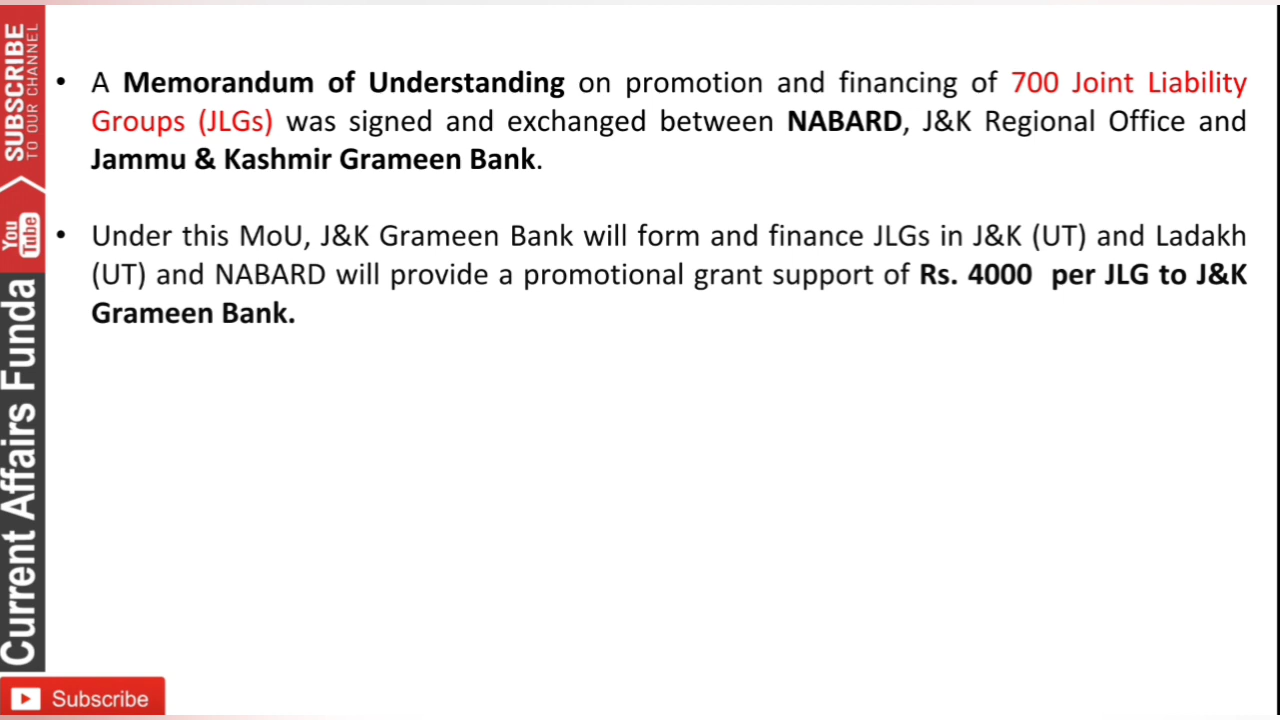 • A Memorandum of Understanding on promotion and financing of 700 Joint Liability
Groups (JLGs) was signed and exchanged between NABARD, J&K Regional Office and
Jammu & Kashmir Grameen Bank.
• Under this MoU, J&K Grameen Bank will form and finance JLGs in J&K (UT) and Ladakh
(UT) and NABARD will provide a promotional grant support of Rs. 4000 per JLG to J&K
Grameen Bank.
SUBSCRIBE
TO OUR CHANNEL
You
Tube
Current Affairs Funda
Subscribe